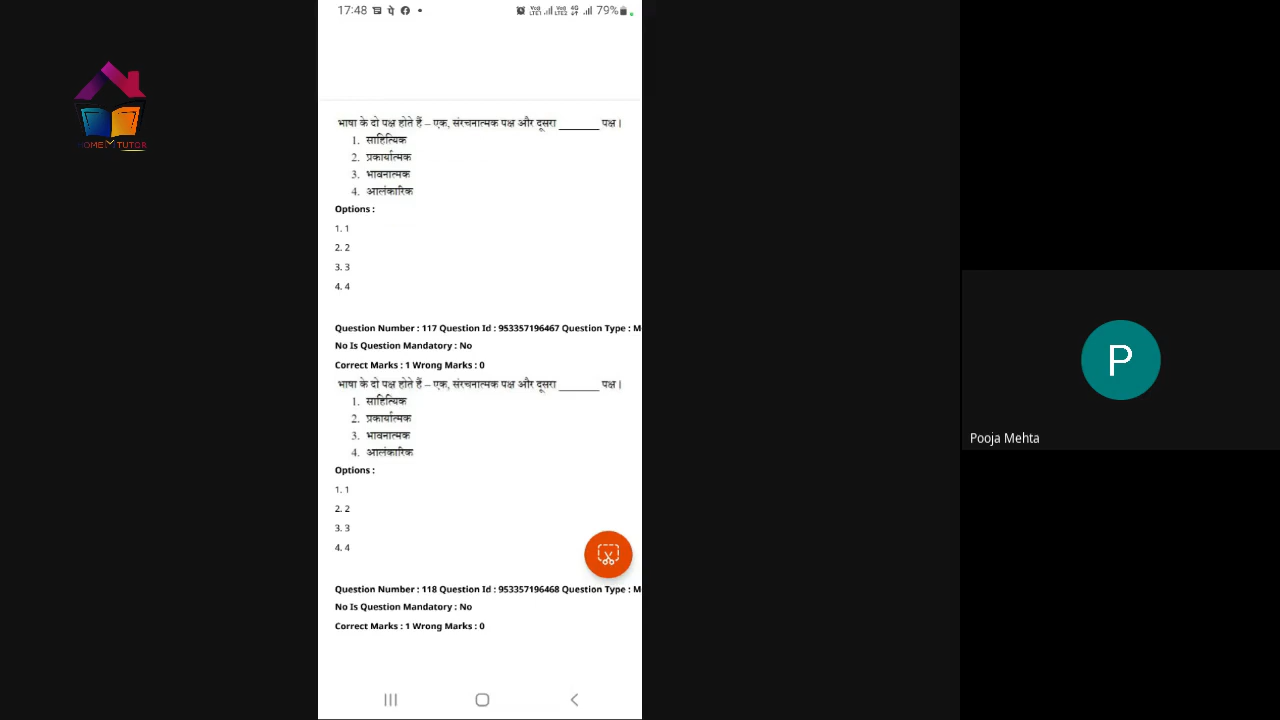 17:48
79%
भाषा के दो पक्ष होते हैं – एक, संरचनात्मक पक्ष और दूसरा ______ पक्ष।
1. साहित्यिक
2. प्रकार्यात्मक
3. भावनात्मक
4. आलंकारिक
Options :
1. 1
2. 2
3. 3
4. 4
Question Number : 117 Question Id : 953357196467 Question Type : M
No Is Question Mandatory : No
Correct Marks : 1 Wrong Marks : 0
भाषा के दो पक्ष होते हैं – एक, संरचनात्मक पक्ष और दूसरा ______ पक्ष।
1. साहित्यिक
2. प्रकार्यात्मक
3. भावनात्मक
4. आलंकारिक
Options :
1. 1
2. 2
3. 3
4. 4
Question Number : 118 Question Id : 953357196468 Question Type : M
No Is Question Mandatory : No
Correct Marks : 1 Wrong Marks : 0
HOME TUTOR
P
Pooja Mehta